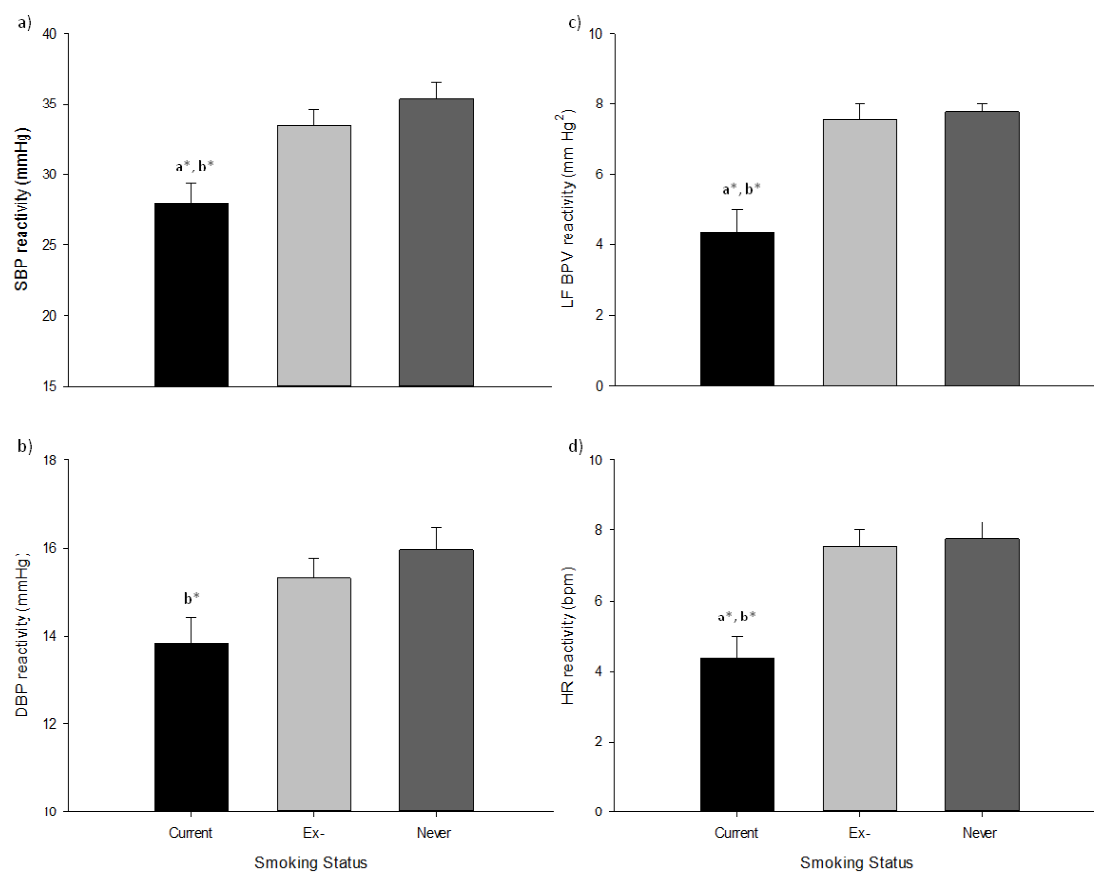 a)
40
35
30
25
20
15
SBP reactivity (mmHg)
a*, b*
c)
10
8
6
4
2
0
LF BPV reactivity (mm Hg²)
a*, b*
b)
18
16
14
12
10
DBP reactivity (mmHg)
b*
Current Ex- Never
Smoking Status
d)
10
8
6
4
2
0
HR reactivity (bpm)
a*, b*
Current Ex- Never
Smoking Status